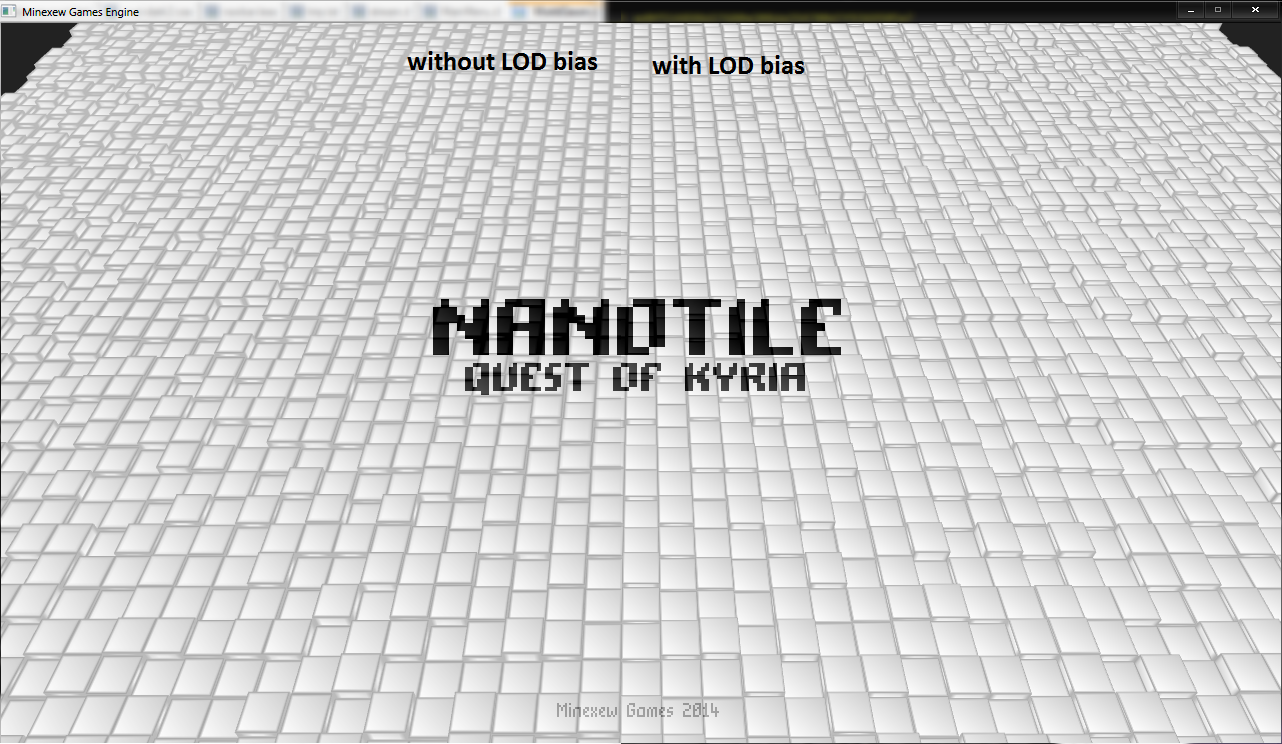 Minexew Games Engine
without LOD bias
with LOD bias
NANOTILE
QUEST OF KYRIA
Minexew Games 2014